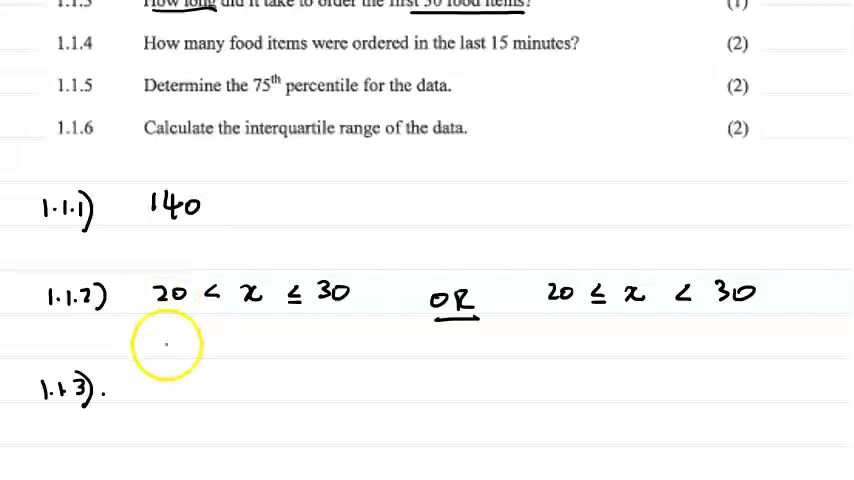 1.1.3 How long did it take to order the first 30 food items? (1)
1.1.4 How many food items were ordered in the last 15 minutes? (2)
1.1.5 Determine the 75th percentile for the data. (2)
1.1.6 Calculate the interquartile range of the data. (2)
1.1.1) 140
1.1.2) 20 < x ≤ 30 OR 20 ≤ x < 30
1.1.3).